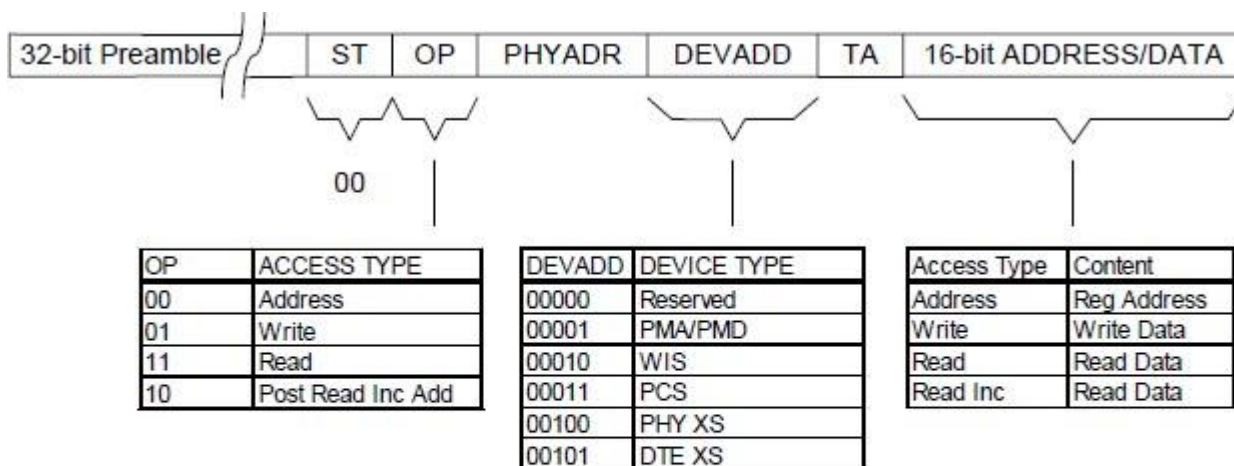 32-bit Preamble ST OP PHYADR DEVADD TA 16-bit ADDRESS/DATA
00
OP ACCESS TYPE
00 Address
01 Write
11 Read
10 Post Read Inc Add
DEVADD DEVICE TYPE
00000 Reserved
00001 PMA/PMD
00010 WIS
00011 PCS
00100 PHY XS
00101 DTE XS
Access Type Content
Address Reg Address
Write Write Data
Read Read Data
Read Inc Read Data